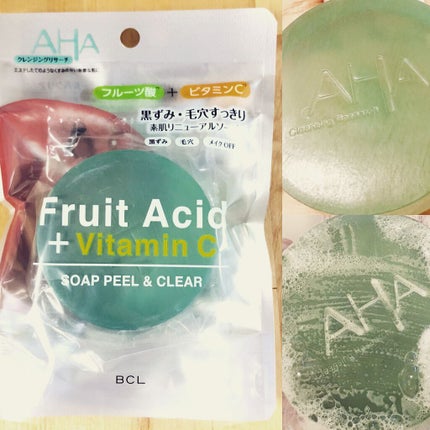 AHA
クレンジングリサーチ
フルーツ酸 + ビタミンC
黒ずみ・毛穴すっきり
素肌リニューアルソープ
黒ずみ 毛穴 メイクOFF
Fruit Acid
+ Vitamin C
SOAP PEEL & CLEAR
BCL
AHA
Cleansing Research
AHA